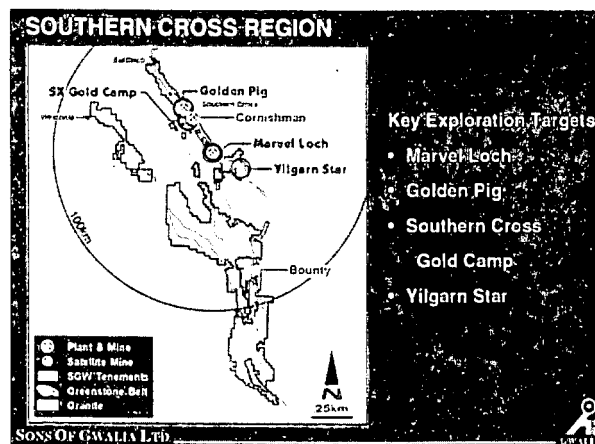 SOUTHERN CROSS REGION
Golden Pig
SX Gold Camp
Southern Cross
Cornishman
Marvel Loch
Yilgarn Star
100km
Bounty
Plant & Mine
Satellite Mine
SGW Tenements
Greenstone Belt
Granite
N
25km
Key Exploration Targets
• Marvel Loch
• Golden Pig
• Southern Cross
Gold Camp
• Yilgarn Star
SONS OF GWALIA LTD